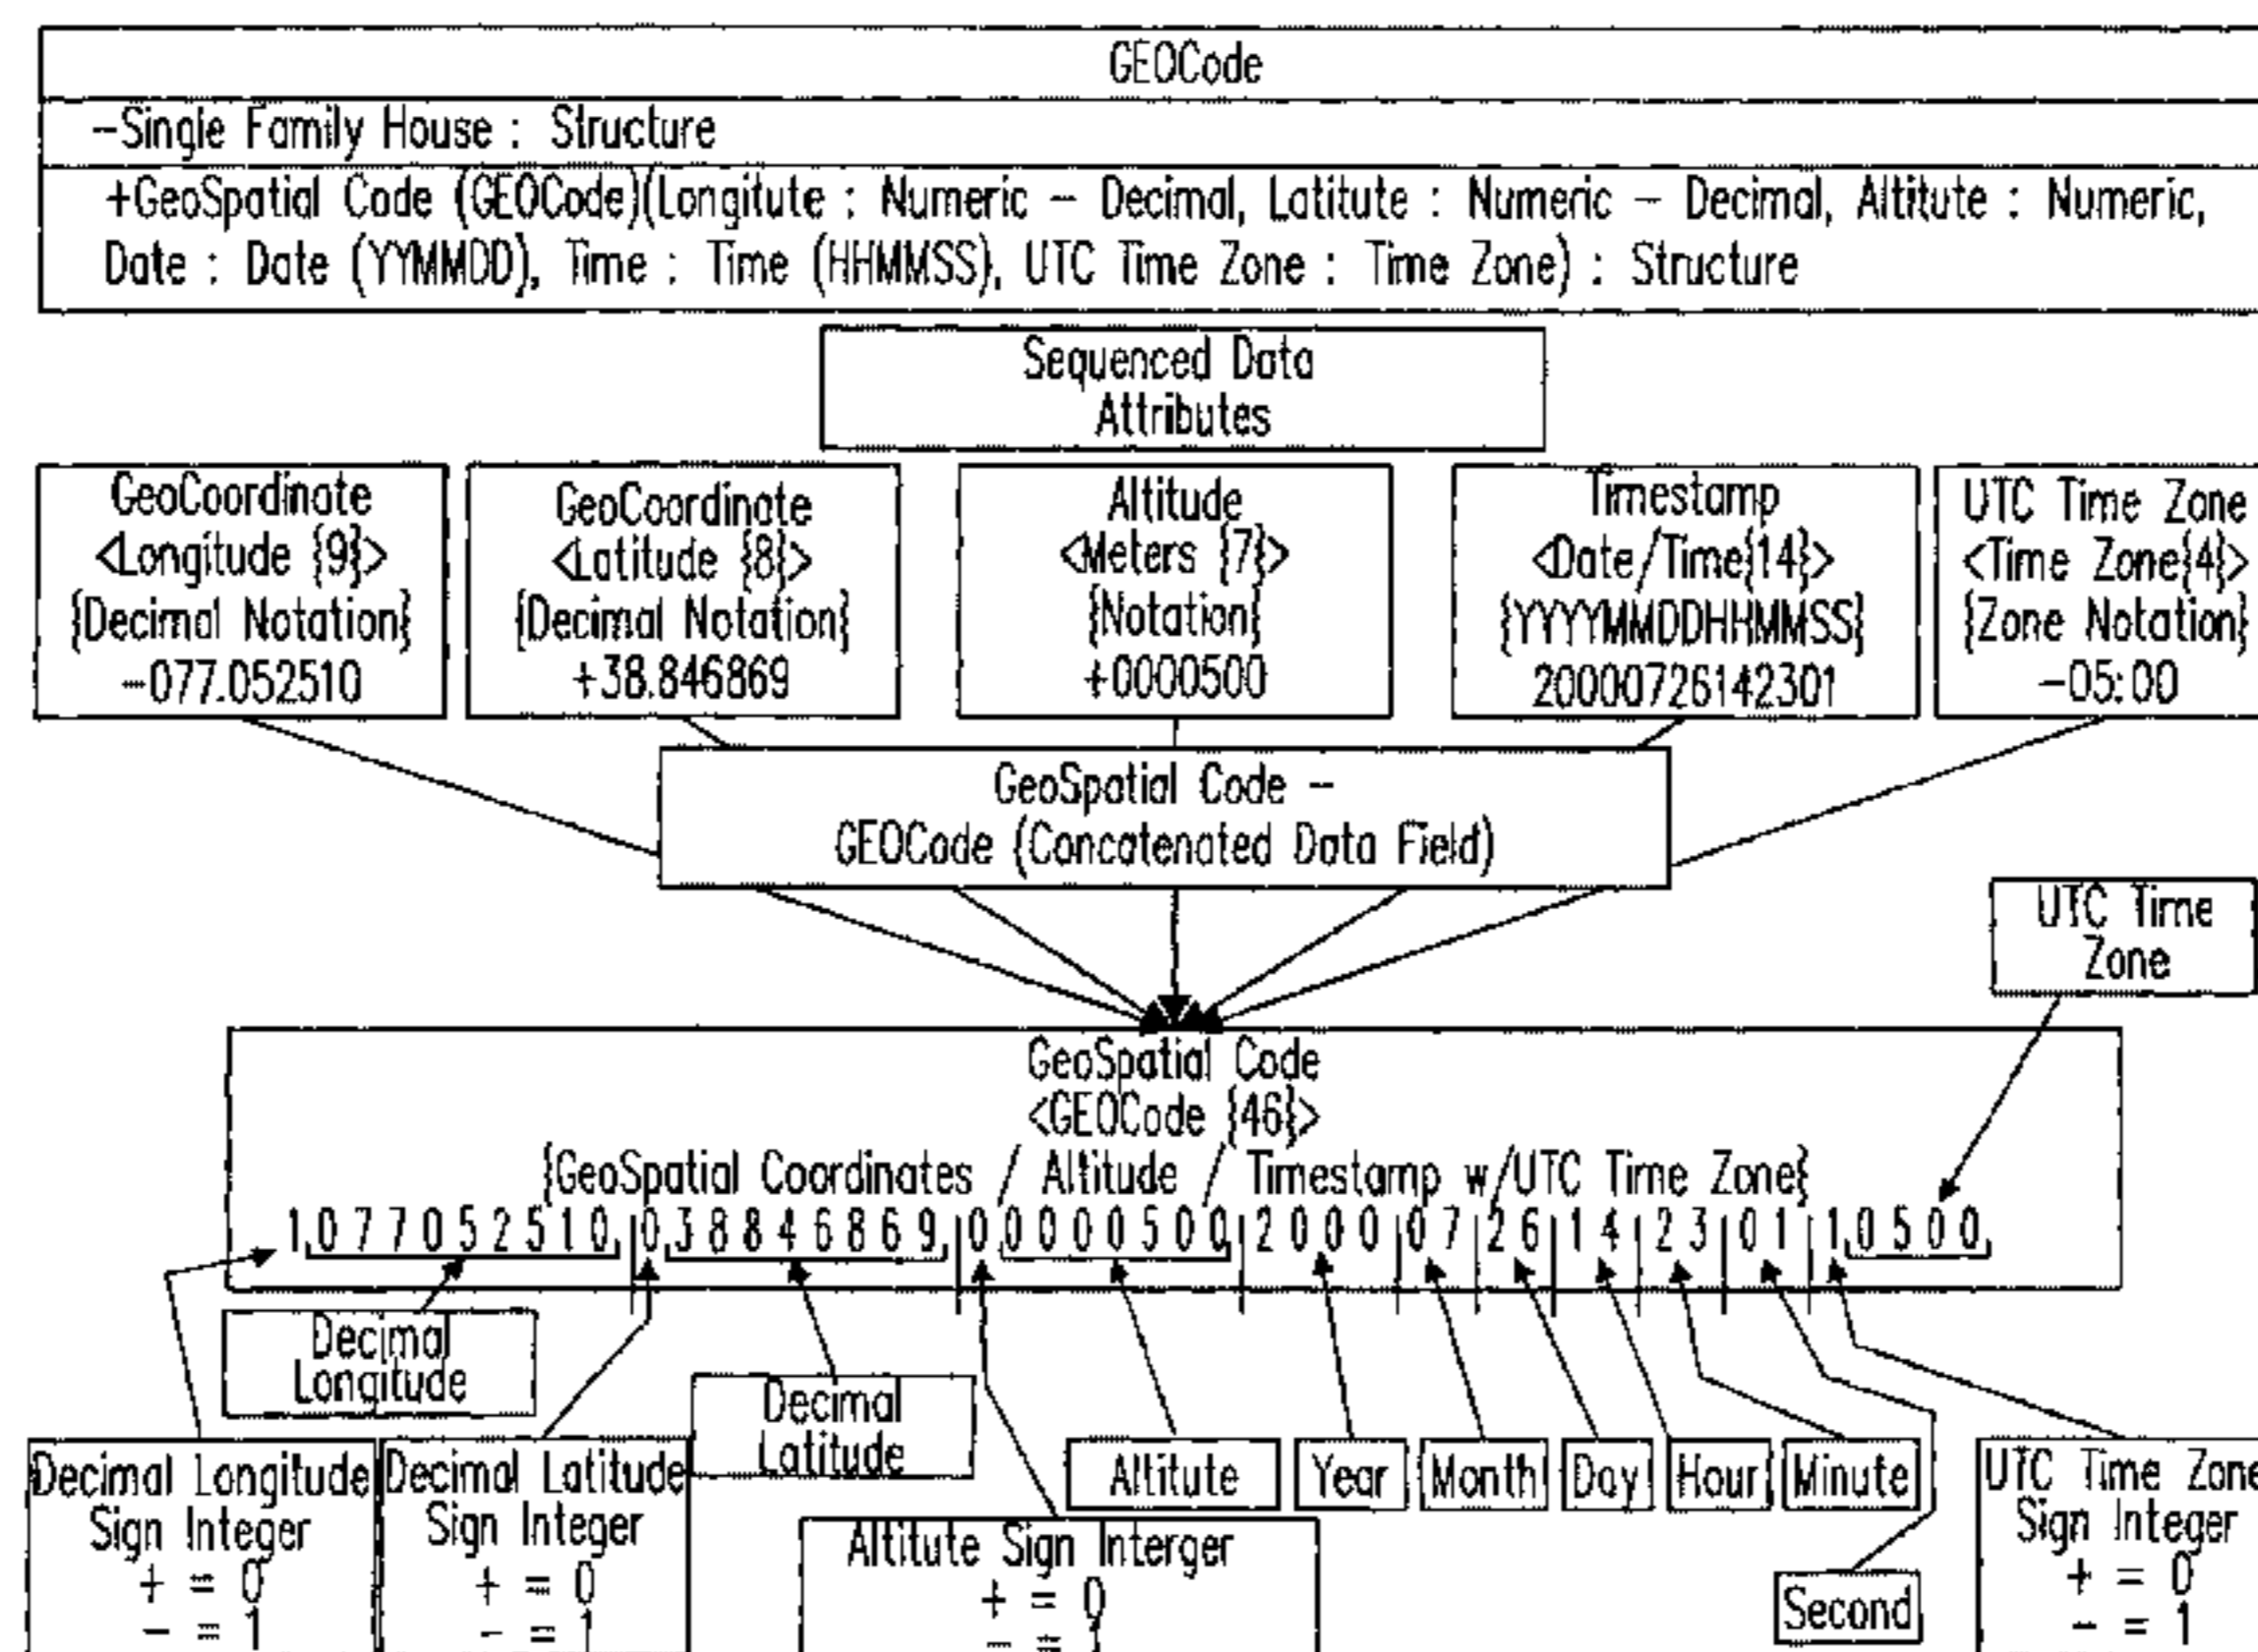 GEOCode
-Single Family House : Structure
+GeoSpatial Code (GEOCode)(Longitute : Numeric - Decimal, Latitute : Numeric - Decimal, Altitute : Numeric,
Date : Date (YYMMDD), Time : Time (HHMMSS), UTC Time Zone : Time Zone) : Structure
Sequenced Data
Attributes
GeoCoordinate
<Longitude {9}>
{Decimal Notation}
-077.052510
GeoCoordinate
<Latitude {8}>
{Decimal Notation}
+38.846869
Altitude
<Meters {7}>
{Notation}
+0000500
Timestamp
<Date/Time{14}>
{YYYYMMDDHHMMSS}
20000726142301
UTC Time Zone
<Time Zone{4}>
{Zone Notation}
-05:00
GeoSpatial Code -
GEOCode (Concatenated Data Field)
UTC Time
Zone
GeoSpatial Code
<GEOCode {46}>
{GeoSpatial Coordinates / Altitude / Timestamp w/UTC Time Zone}
1 0 7 7 0 5 2 5 1 0 | 0 3 8 8 4 6 8 6 9 | 0 0 0 0 0 5 0 0 | 2 0 0 0 | 0 7 | 2 6 | 1 4 | 2 3 | 0 1 | 1 0 5 0 0
Decimal
Longitude
Decimal
Latitude
Decimal Longitude
Sign Integer
+ = 0
- = 1
Decimal Latitude
Sign Integer
+ = 0
- = 1
Altitute Sign Interger
+ = 0
- = 1
Altitute
Year
Month
Day
Hour
Minute
Second
UTC Time Zone
Sign Integer
+ = 0
- = 1